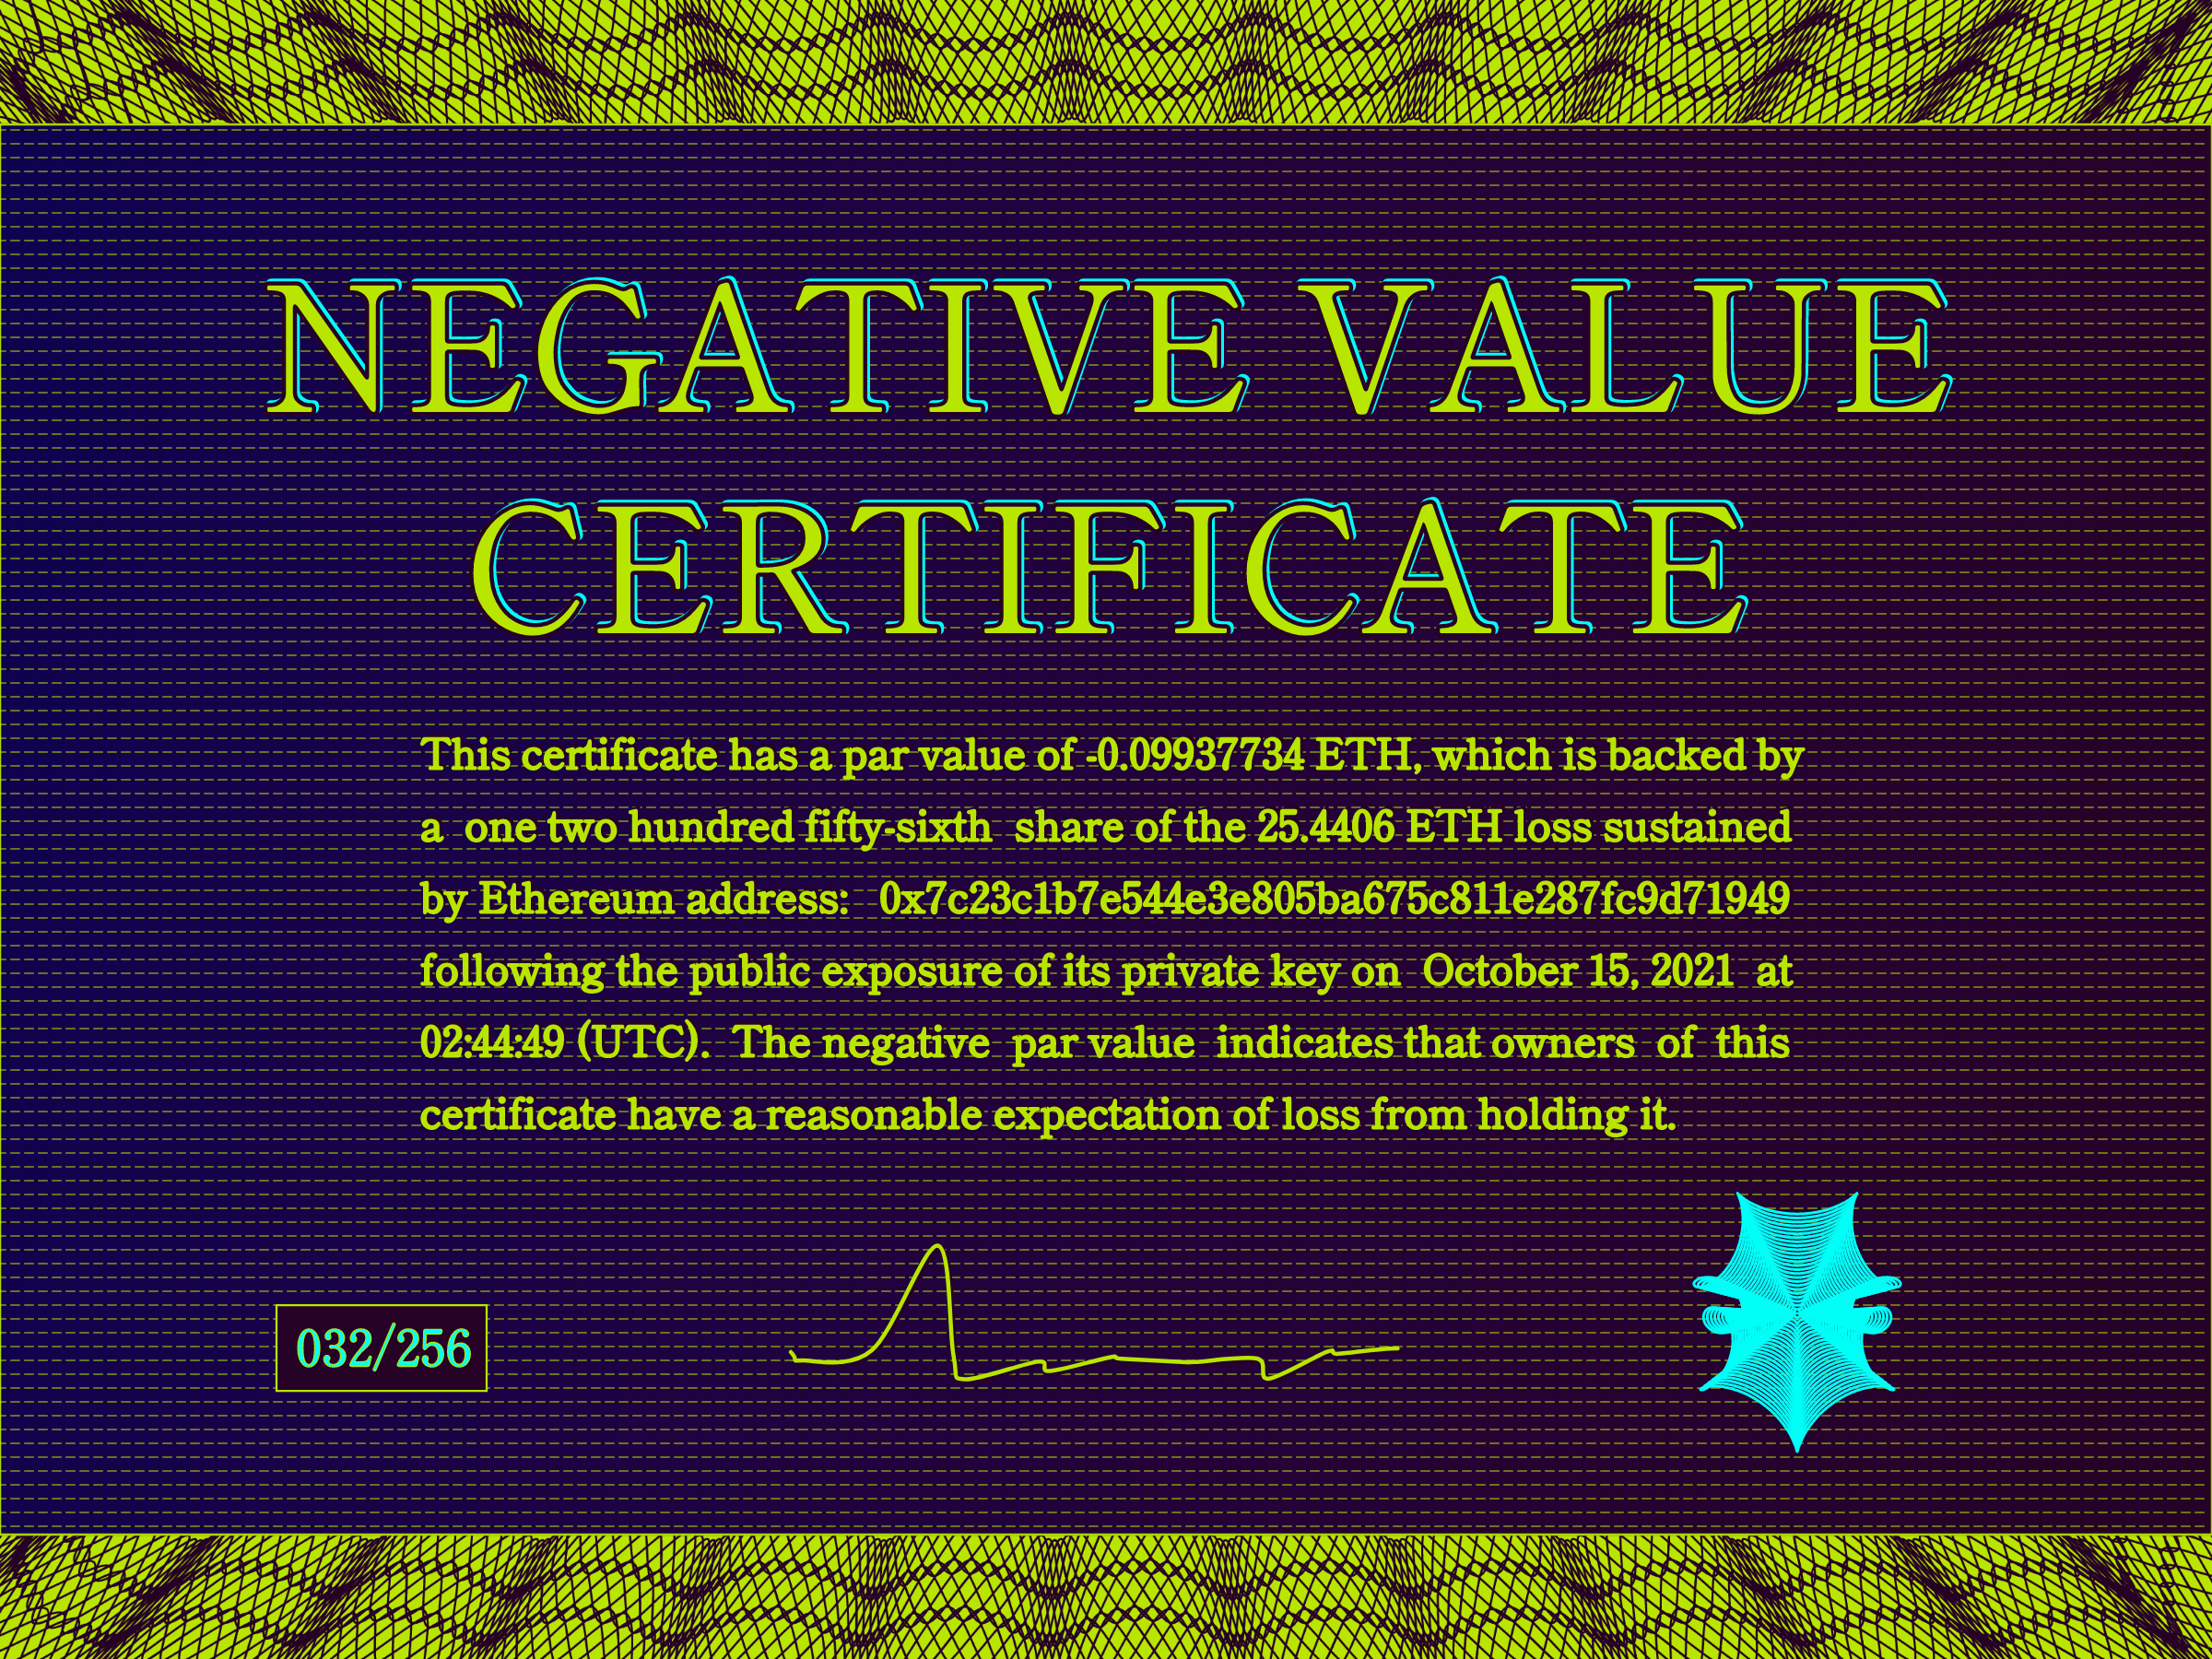 NEGATIVE VALUE
CERTIFICATE
This certificate has a par value of -0.09937734 ETH, which is backed by
a one two hundred fifty-sixth share of the 25.4406 ETH loss sustained
by Ethereum address: 0x7c23c1b7e544e3e805ba675c811e287fc9d71949
following the public exposure of its private key on October 15, 2021 at
02:44:49 (UTC). The negative par value indicates that owners of this
certificate have a reasonable expectation of loss from holding it.
032/256